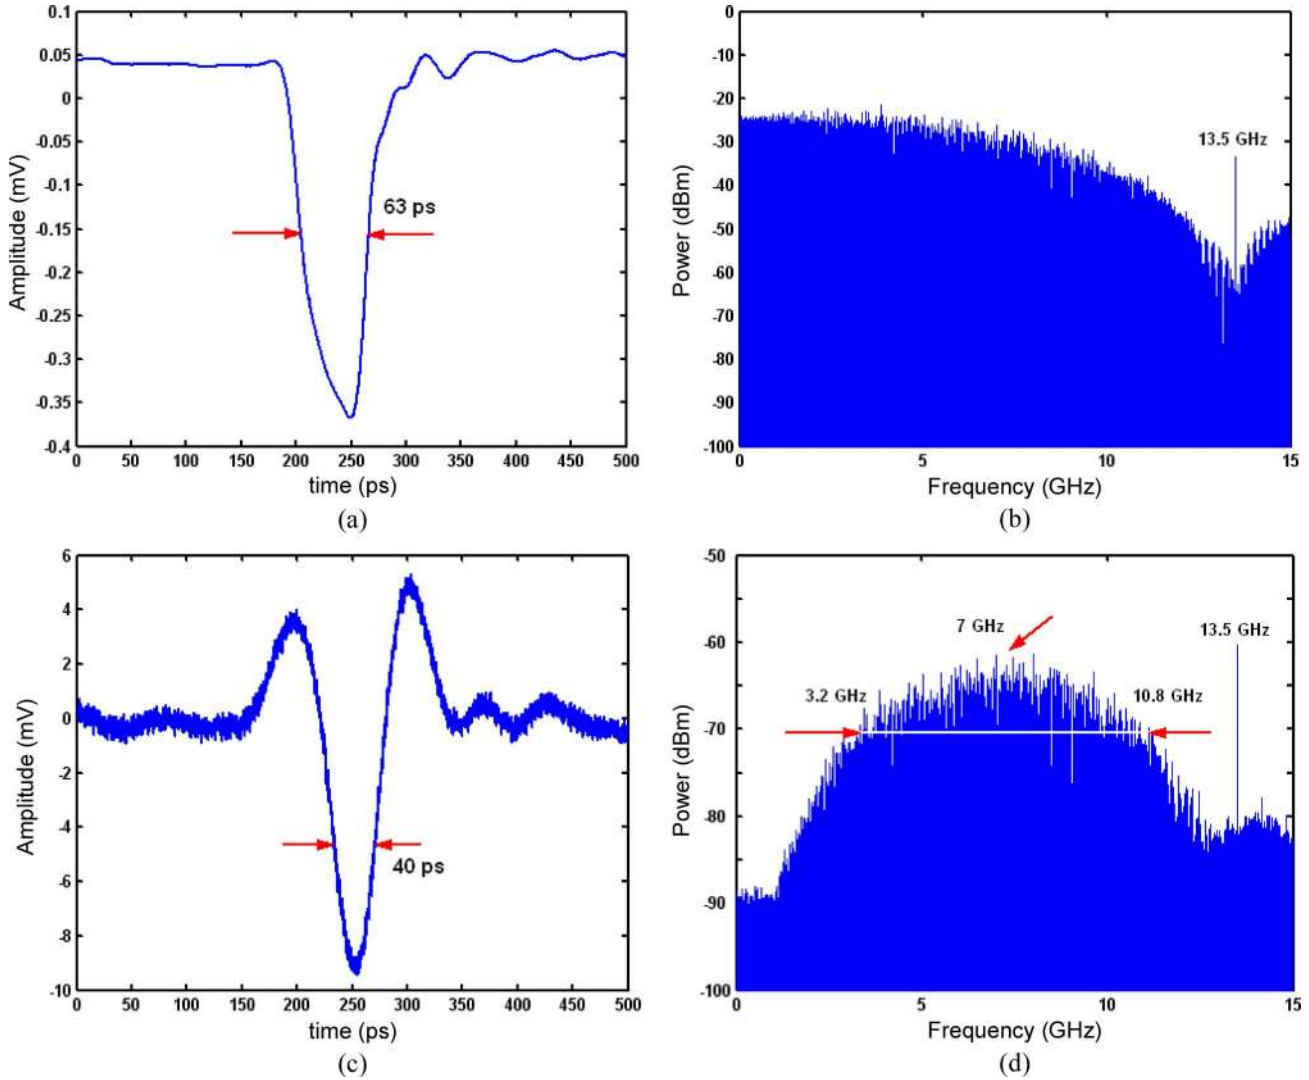 0.1
0.05
0
-0.05
-0.1
-0.15
-0.2
-0.25
-0.3
-0.35
-0.4
Amplitude (mV)
63 ps
0 50 100 150 200 250 300 350 400 450 500
time (ps)
(a)
0
-10
-20
-30
-40
-50
-60
-70
-80
-90
-100
Power (dBm)
13.5 GHz
0 5 10 15
Frequency (GHz)
(b)
6
4
2
0
-2
-4
-6
-8
-10
Amplitude (mV)
40 ps
0 50 100 150 200 250 300 350 400 450 500
time (ps)
(c)
-50
-60
-70
-80
-90
-100
Power (dBm)
7 GHz
13.5 GHz
3.2 GHz
10.8 GHz
0 5 10 15
Frequency (GHz)
(d)